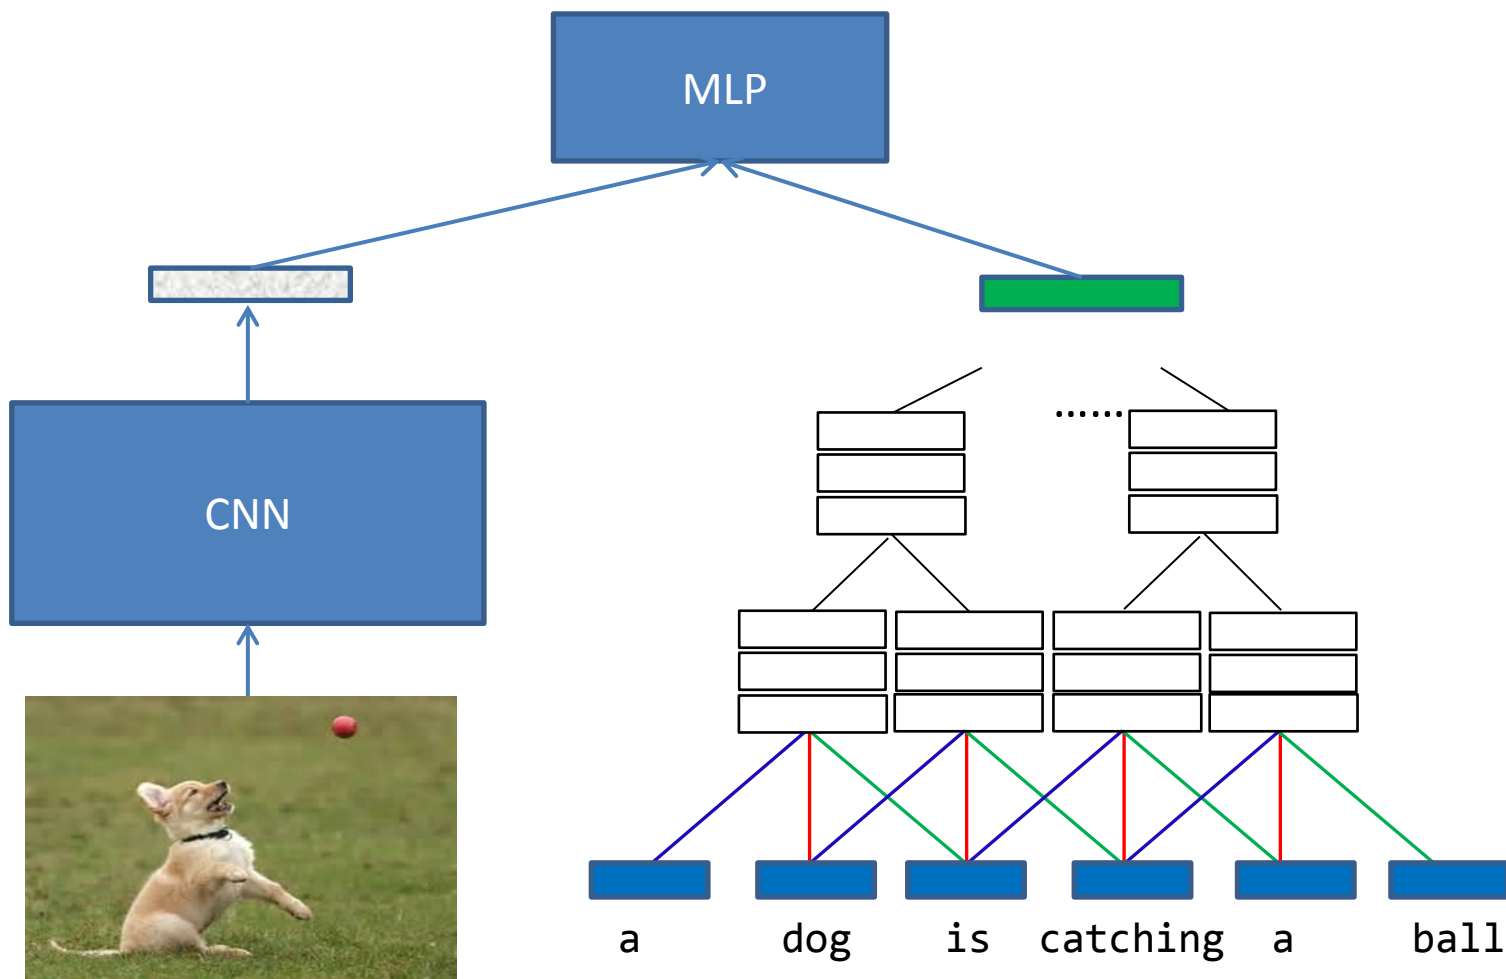 MLP
......
CNN
a dog is catching a ball